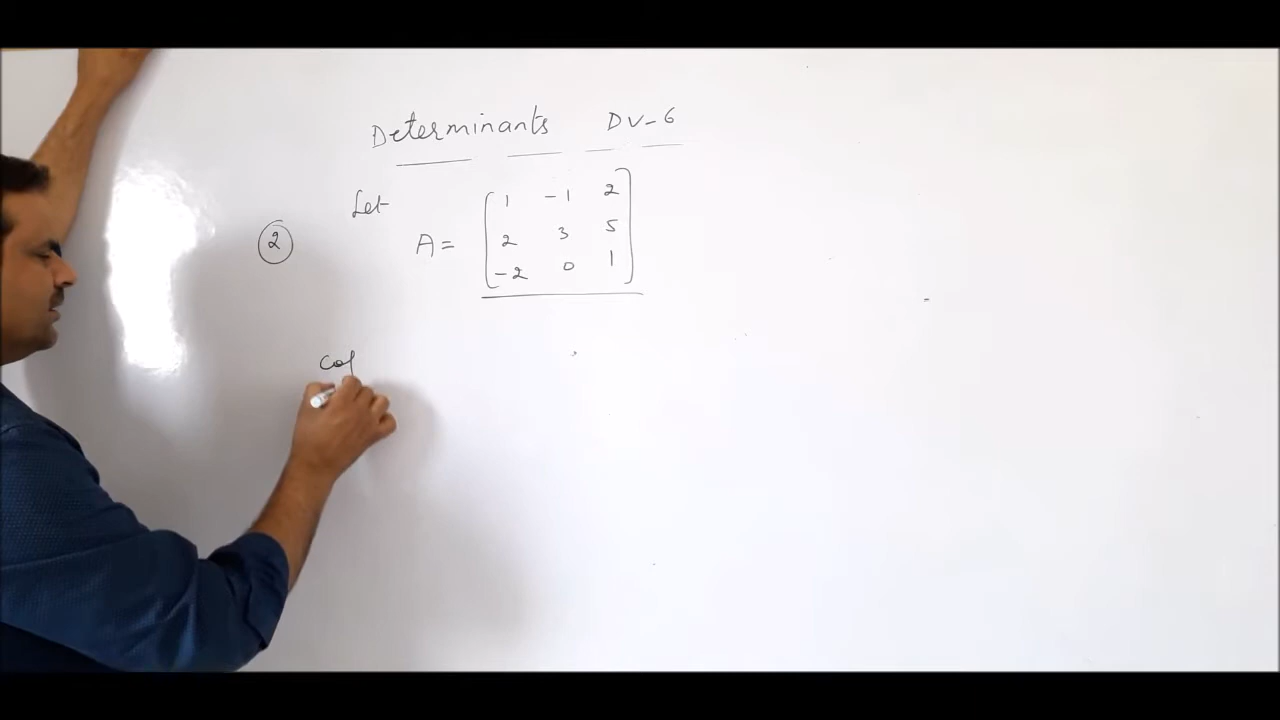 Determinants DV-6
Let
② A = [ 1 -1 2
2 3 5
-2 0 1 ]
Cof